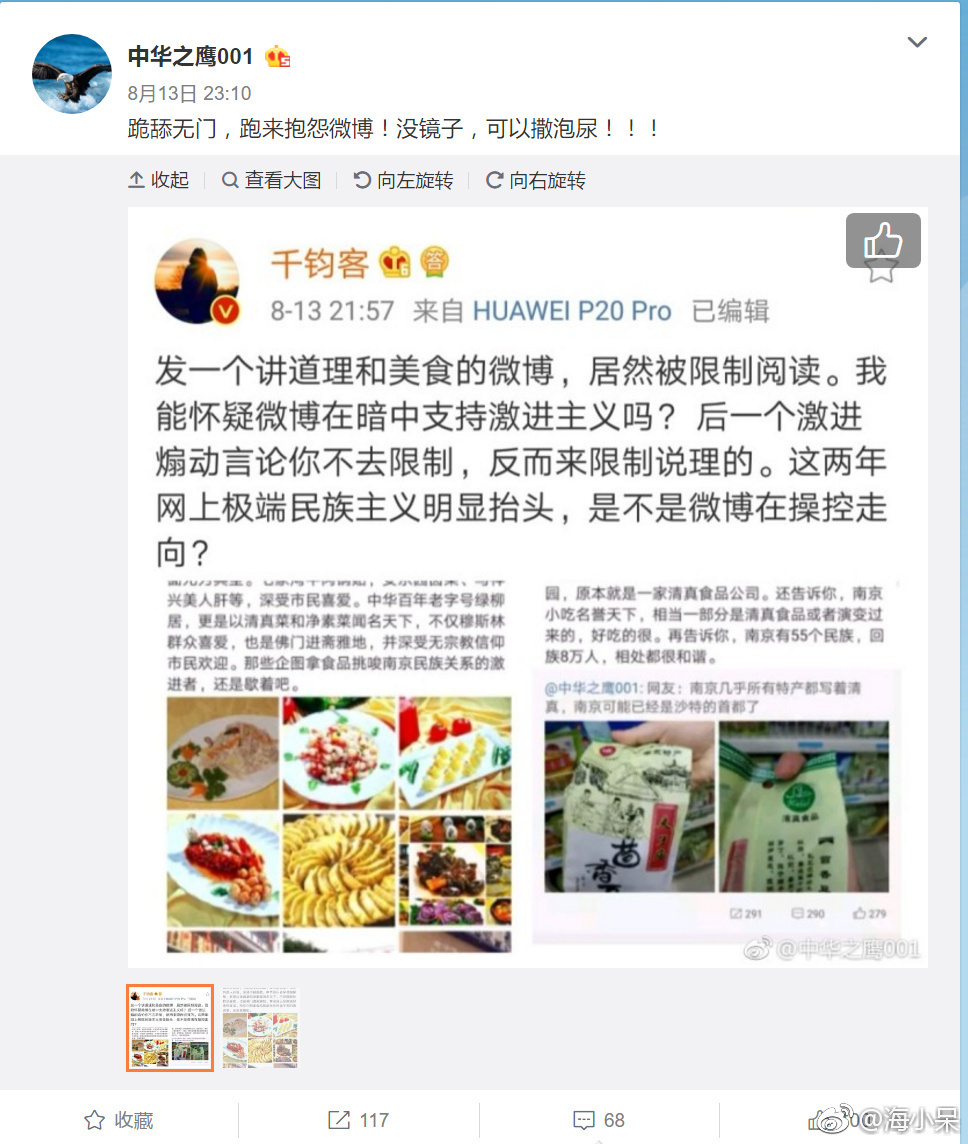 中华之鹰001
8月13日 23:10
跪舔无门，跑来抱怨微博！没镜子，可以撒泡尿！！！
收起 查看大图 向左旋转 向右旋转
千钧客
8-13 21:57 来自 HUAWEI P20 Pro 已编辑
发一个讲道理和美食的微博，居然被限制阅读。我
能怀疑微博在暗中支持激进主义吗？ 后一个激进
煽动言论你不去限制，反而来限制说理的。这两年
网上极端民族主义明显抬头，是不是微博在操控走
向？
兴美人肝等，深受市民喜爱。中华百年老字号绿柳
居，更是以清真菜和净素菜闻名天下，不仅穆斯林
群众喜爱，也是佛门进斋雅地，并深受无宗教信仰
市民欢迎。那些企图拿食品挑唆南京民族关系的激
进者，还是歇着吧。
园，原本就是一家清真食品公司。还告诉你，南京
小吃名誉天下，相当一部分是清真食品或者演变过
来的，好吃的很。再告诉你，南京有55个民族，回
族8万人，相处都很和谐。
@中华之鹰001: 网友：南京几乎所有特产都写着清
真，南京可能已经是沙特的首都了
茴香豆
清真食品
291 290 279
@中华之鹰001
收藏 117 68
@海小呆